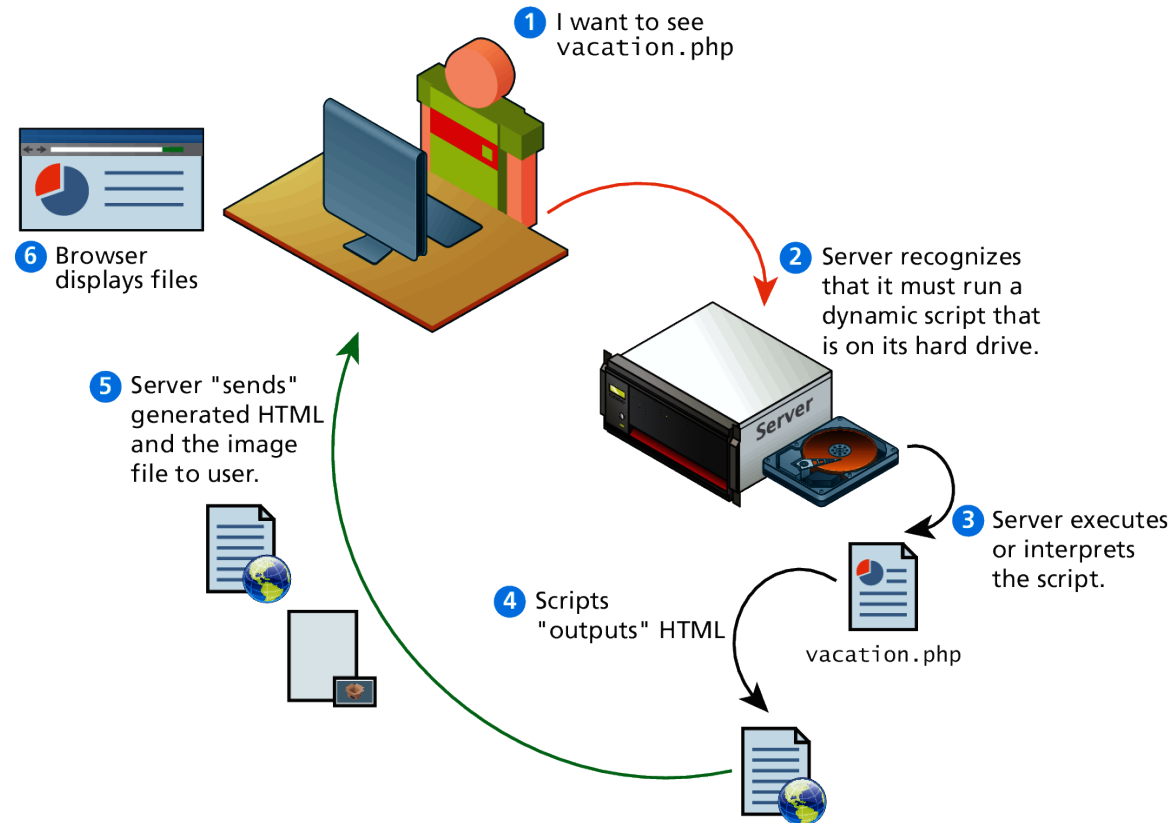 1 I want to see
vacation.php
2 Server recognizes
that it must run a
dynamic script that
is on its hard drive.
Server
3 Server executes
or interprets
the script.
vacation.php
4 Scripts
"outputs" HTML
5 Server "sends"
generated HTML
and the image
file to user.
6 Browser
displays files